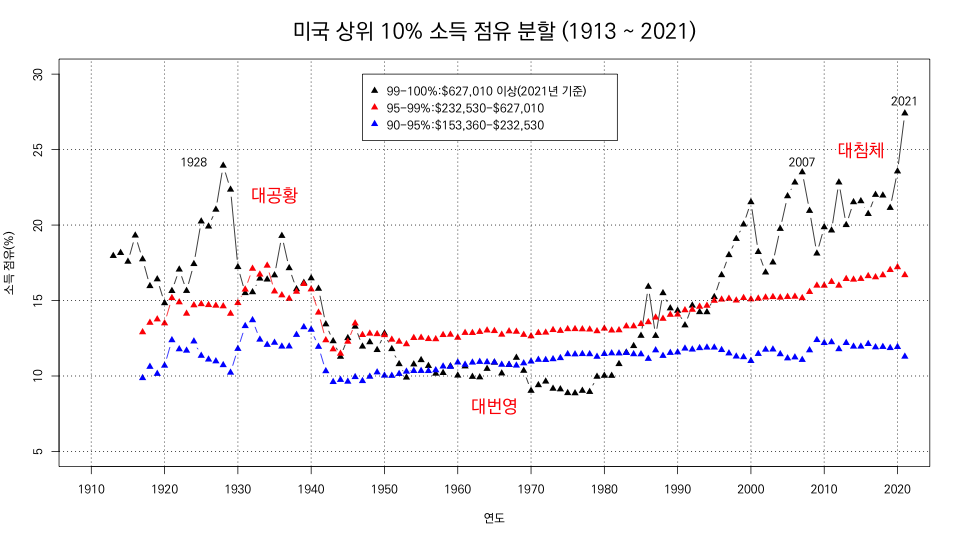 미국 상위 10% 소득 점유 분할 (1913 ~ 2021)
99-100%:$627,010 이상(2021년 기준)
95-99%:$232,530-$627,010
90-95%:$153,360-$232,530
1928
2007
2021
대공황
대번영
대침체
소득 점유(%)
30
25
20
15
10
5
1910 1920 1930 1940 1950 1960 1970 1980 1990 2000 2010 2020
연도